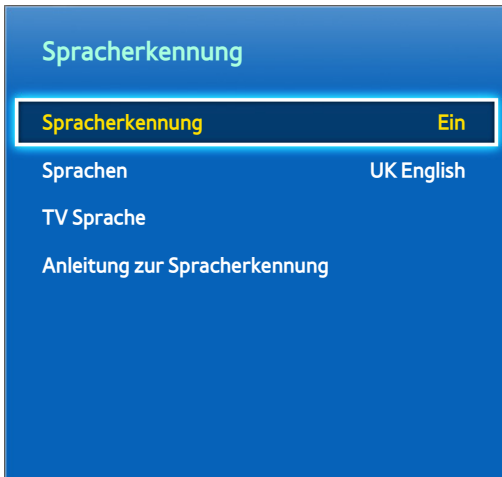 Spracherkennung
Spracherkennung Ein
Sprachen UK English
TV Sprache
Anleitung zur Spracherkennung